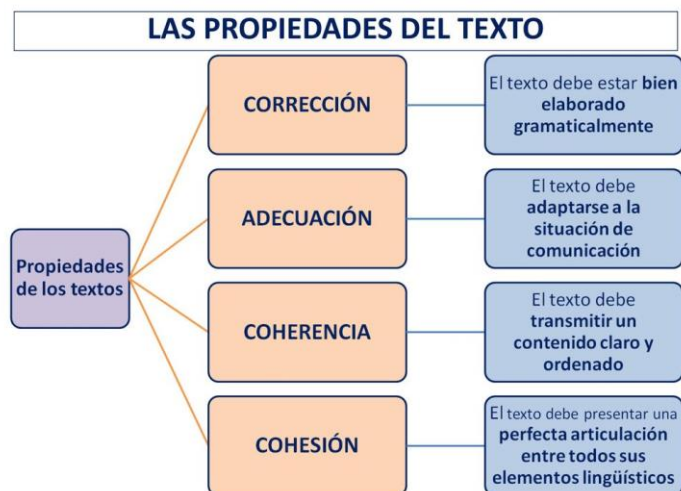 LAS PROPIEDADES DEL TEXTO
Propiedades
de los textos
CORRECCIÓN
El texto debe estar bien
elaborado
gramaticalmente
ADECUACIÓN
El texto debe
adaptarse a la
situación de
comunicación
COHERENCIA
El texto debe
transmitir un
contenido claro y
ordenado
COHESIÓN
El texto debe presentar una
perfecta articulación
entre todos sus
elementos lingüísticos